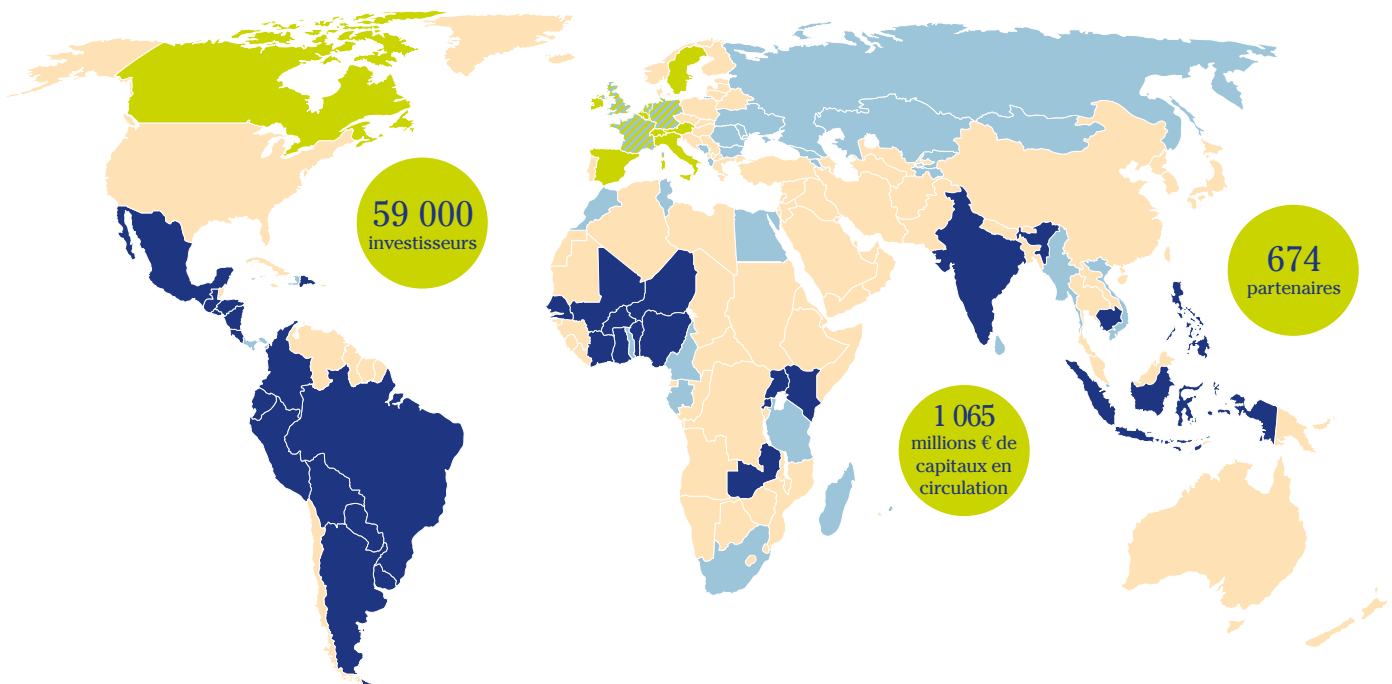 59 000
investisseurs
674
partenaires
1 065
millions € de
capitaux en
circulation